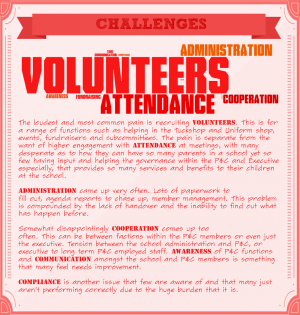 CHALLENGES
ADMINISTRATION
TIME
COMMUNICATION
VOLUNTEERS
AWARENESS FUNDRAISING
ATTENDANCE COOPERATION
The loudest and most common pain is recruiting VOLUNTEERS. This is for
a range of functions such as helping in the Tuckshop and Uniform shop,
events, fundraisers and subcommittees. The pain is separate from the
want of higher engagement with ATTENDANCE at meetings, with many
desperate as to how they can have so many parents in a school yet so
few having input and helping the governance within the P&C and Executive
especially, that provides so many services and benefits to their children
at the school.
ADMINISTRATION came up very often. Lots of paperwork to
fill out, agenda reports to chase up, member management. This problem
is compounded by the lack of handover and the inability to find out what
has happen before.
Somewhat disappointingly COOPERATION comes up too
often. This can be between factions within the P&C members or even just
the executive. Tension between the school administration and P&C, or
executive to long term P&C employed staff. AWARENESS of P&C functions
and COMMUNICATION amongst the school and P&C members is something
that many feel needs improvement.
COMPLIANCE is another issue that few are aware of and that many just
aren't performing correctly due to the huge burden that it is.